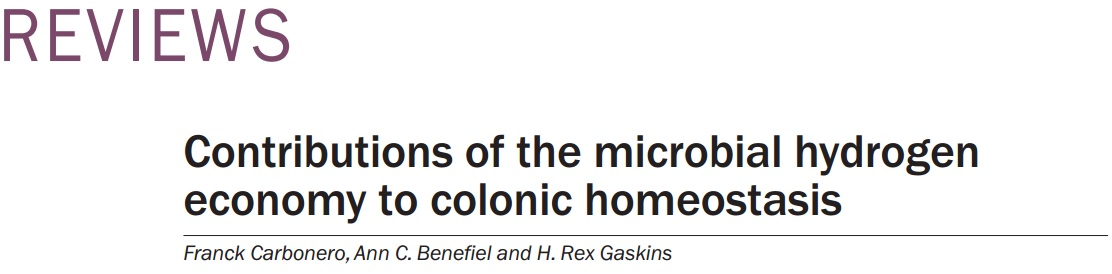 REVIEWS
Contributions of the microbial hydrogen
economy to colonic homeostasis
Franck Carbonero, Ann C. Benefiel and H. Rex Gaskins